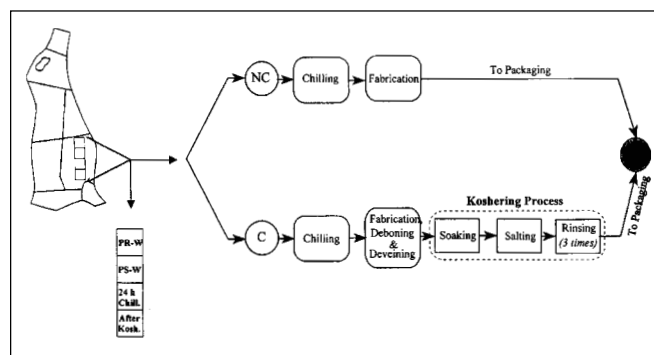 NC
Chilling
Fabrication
To Packaging
Koshering Process
C
Chilling
Fabrication
Deboning
&
Deveining
Soaking
Salting
Rinsing
(3 times)
To Packaging
PR-W
PS-W
24 h
Chill.
After
Kosh.